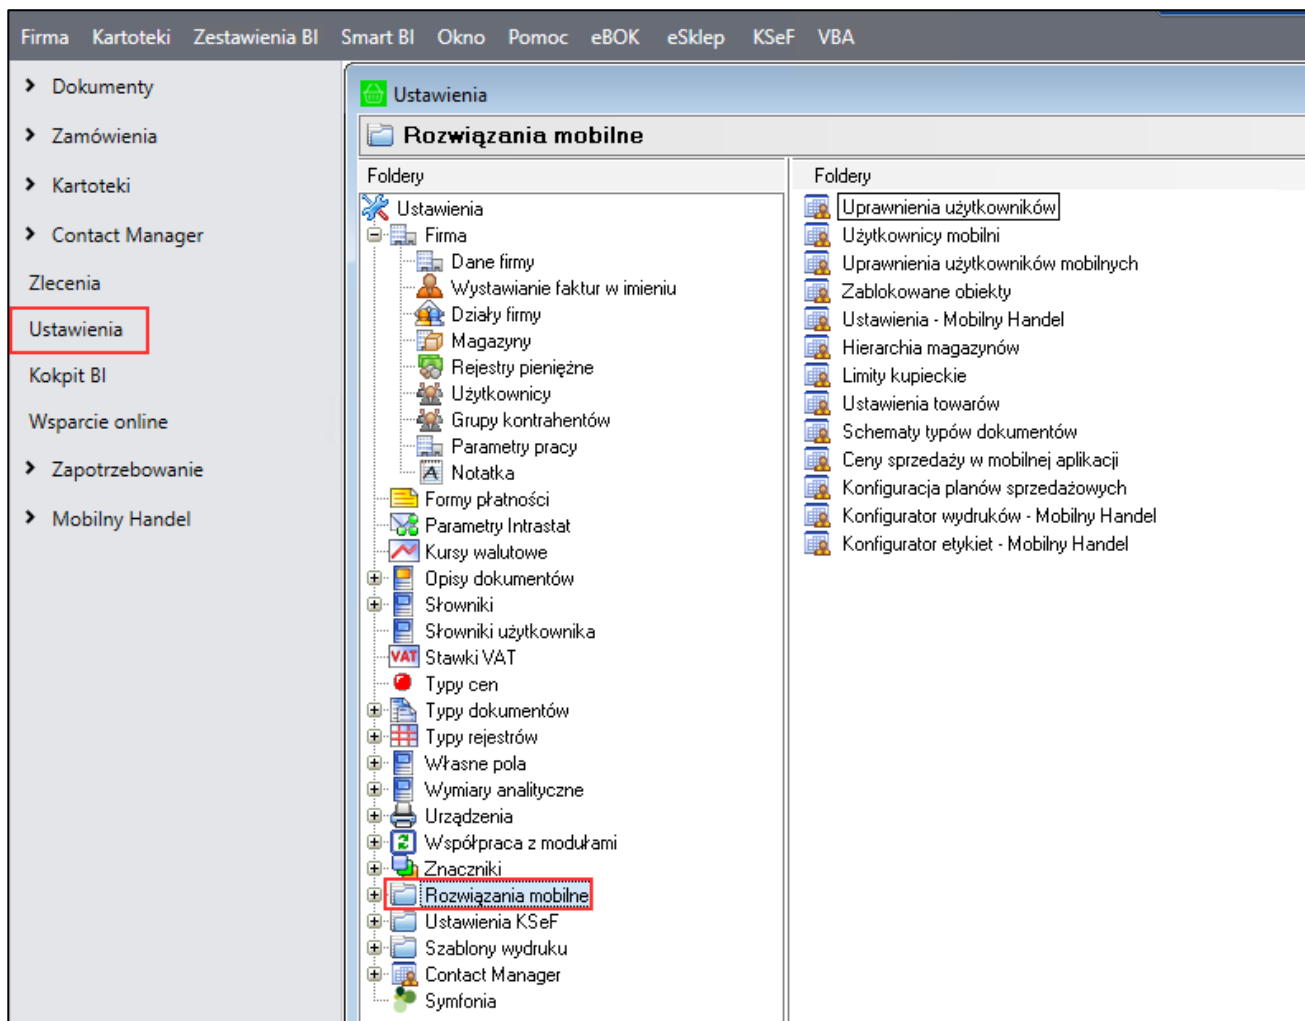 Firma Kartoteki Zestawienia BI Smart BI Okno Pomoc eBOK eSklep KSeF VBA
Dokumenty
Zamówienia
Kartoteki
Contact Manager
Zlecenia
Ustawienia
Kokpit BI
Wsparcie online
Zapotrzebowanie
Mobilny Handel
Ustawienia
Rozwiązania mobilne
Foldery
Ustawienia
Firma
Dane firmy
Wystawianie faktur w imieniu
Działy firmy
Magazyny
Rejestry pieniężne
Użytkownicy
Grupy kontrahentów
Parametry pracy
Notatka
Formy płatności
Parametry Intrastat
Kursy walutowe
Opisy dokumentów
Słowniki
Słowniki użytkownika
VAT Stawki VAT
Typy cen
Typy dokumentów
Typy rejestrów
Własne pola
Wymiary analityczne
Urządzenia
Współpraca z modułami
Znaczniki
Rozwiązania mobilne
Ustawienia KSeF
Szablony wydruku
Contact Manager
Symfonia
Foldery
Uprawnienia użytkowników
Użytkownicy mobilni
Uprawnienia użytkowników mobilnych
Zablokowane obiekty
Ustawienia - Mobilny Handel
Hierarchia magazynów
Limity kupieckie
Ustawienia towarów
Schematy typów dokumentów
Ceny sprzedaży w mobilnej aplikacji
Konfiguracja planów sprzedażowych
Konfigurator wydruków - Mobilny Handel
Konfigurator etykiet - Mobilny Handel